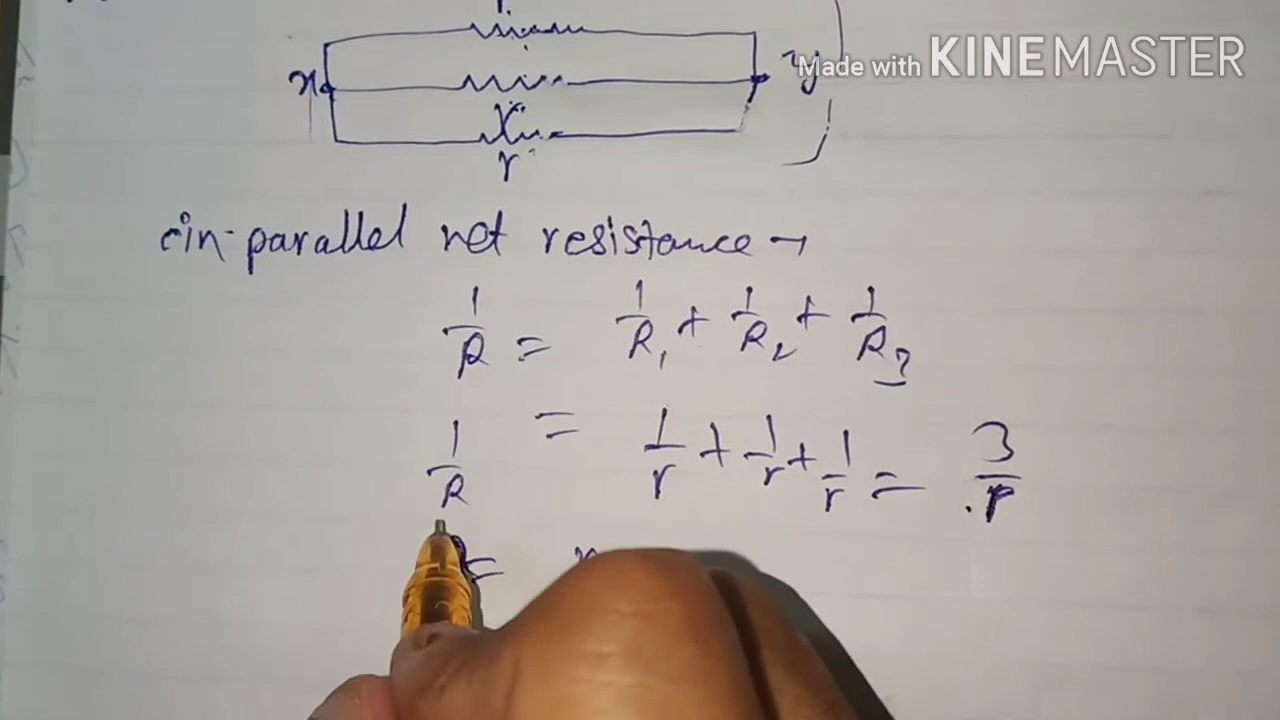 Made with KINEMASTER
x y
r
r
in parallel net resistance →
1/R = 1/R₁ + 1/R₂ + 1/R₃
1/R = 1/r + 1/r + 1/r = 3/r
=